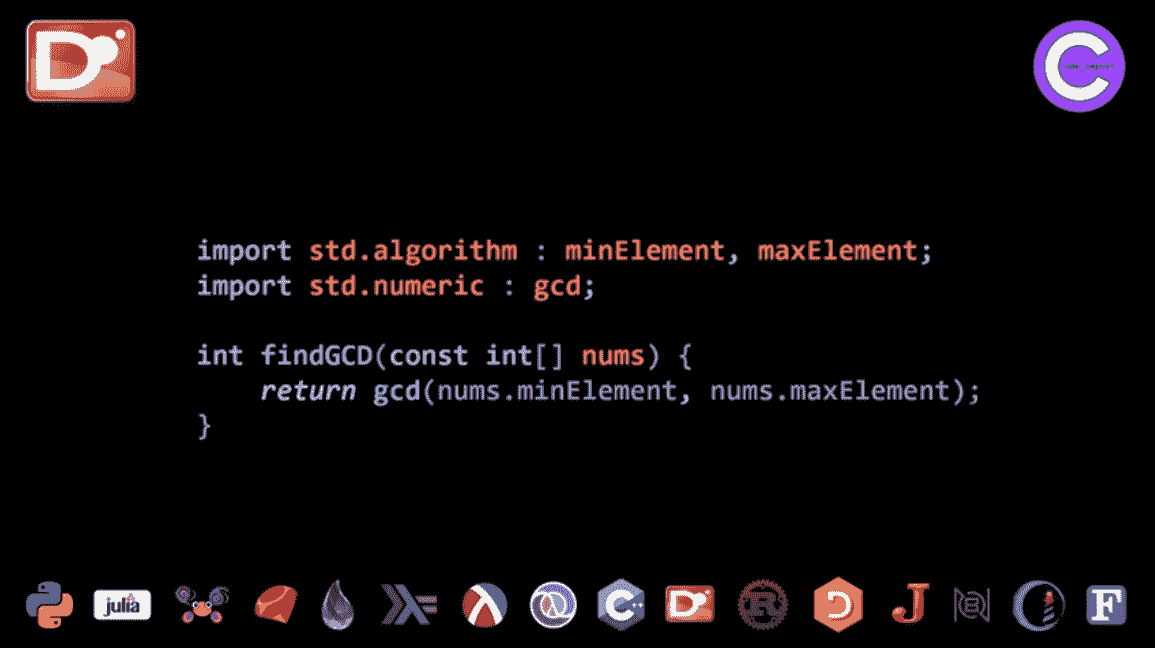 import std.algorithm : minElement, maxElement;
import std.numeric : gcd;
int findGCD(const int[] nums) {
    return gcd(nums.minElement, nums.maxElement);
}
julia